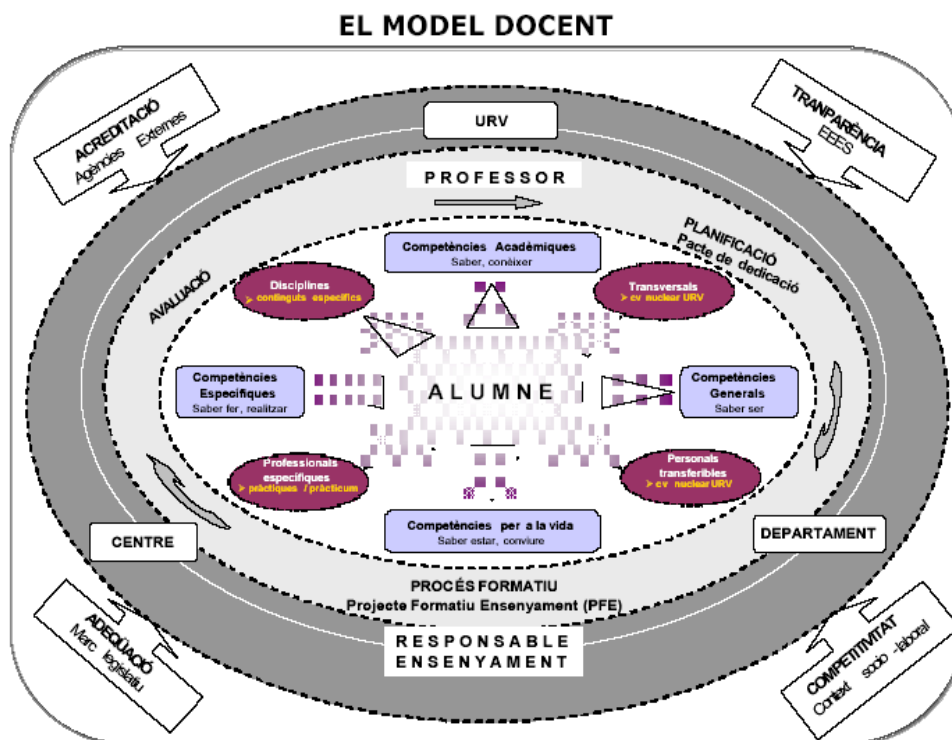 EL MODEL DOCENT
ACREDITACIÓ
Agències Externes
TRANPARÈNCIA
EEES
URV
PROFESSOR
PLANIFICACIÓ
Pacte de dedicació
AVALUACIÓ
Competències Acadèmiques
Saber, conèixer
Disciplines
➢ continguts específics
Transversals
➢ cv nuclear URV
Competències
Específiques
Saber fer, realitzar
ALUMNE
Competències
Generals
Saber ser
Professionals
específiques
➢ pràctiques / pràcticum
Personals
transferibles
➢ cv nuclear URV
Competències per a la vida
Saber estar, conviure
CENTRE
DEPARTAMENT
PROCÉS FORMATIU
Projecte Formatiu Ensenyament (PFE)
RESPONSABLE
ENSENYAMENT
ADEQÜACIÓ
Marc legislatiu
COMPETITIVITAT
Context socio-laboral